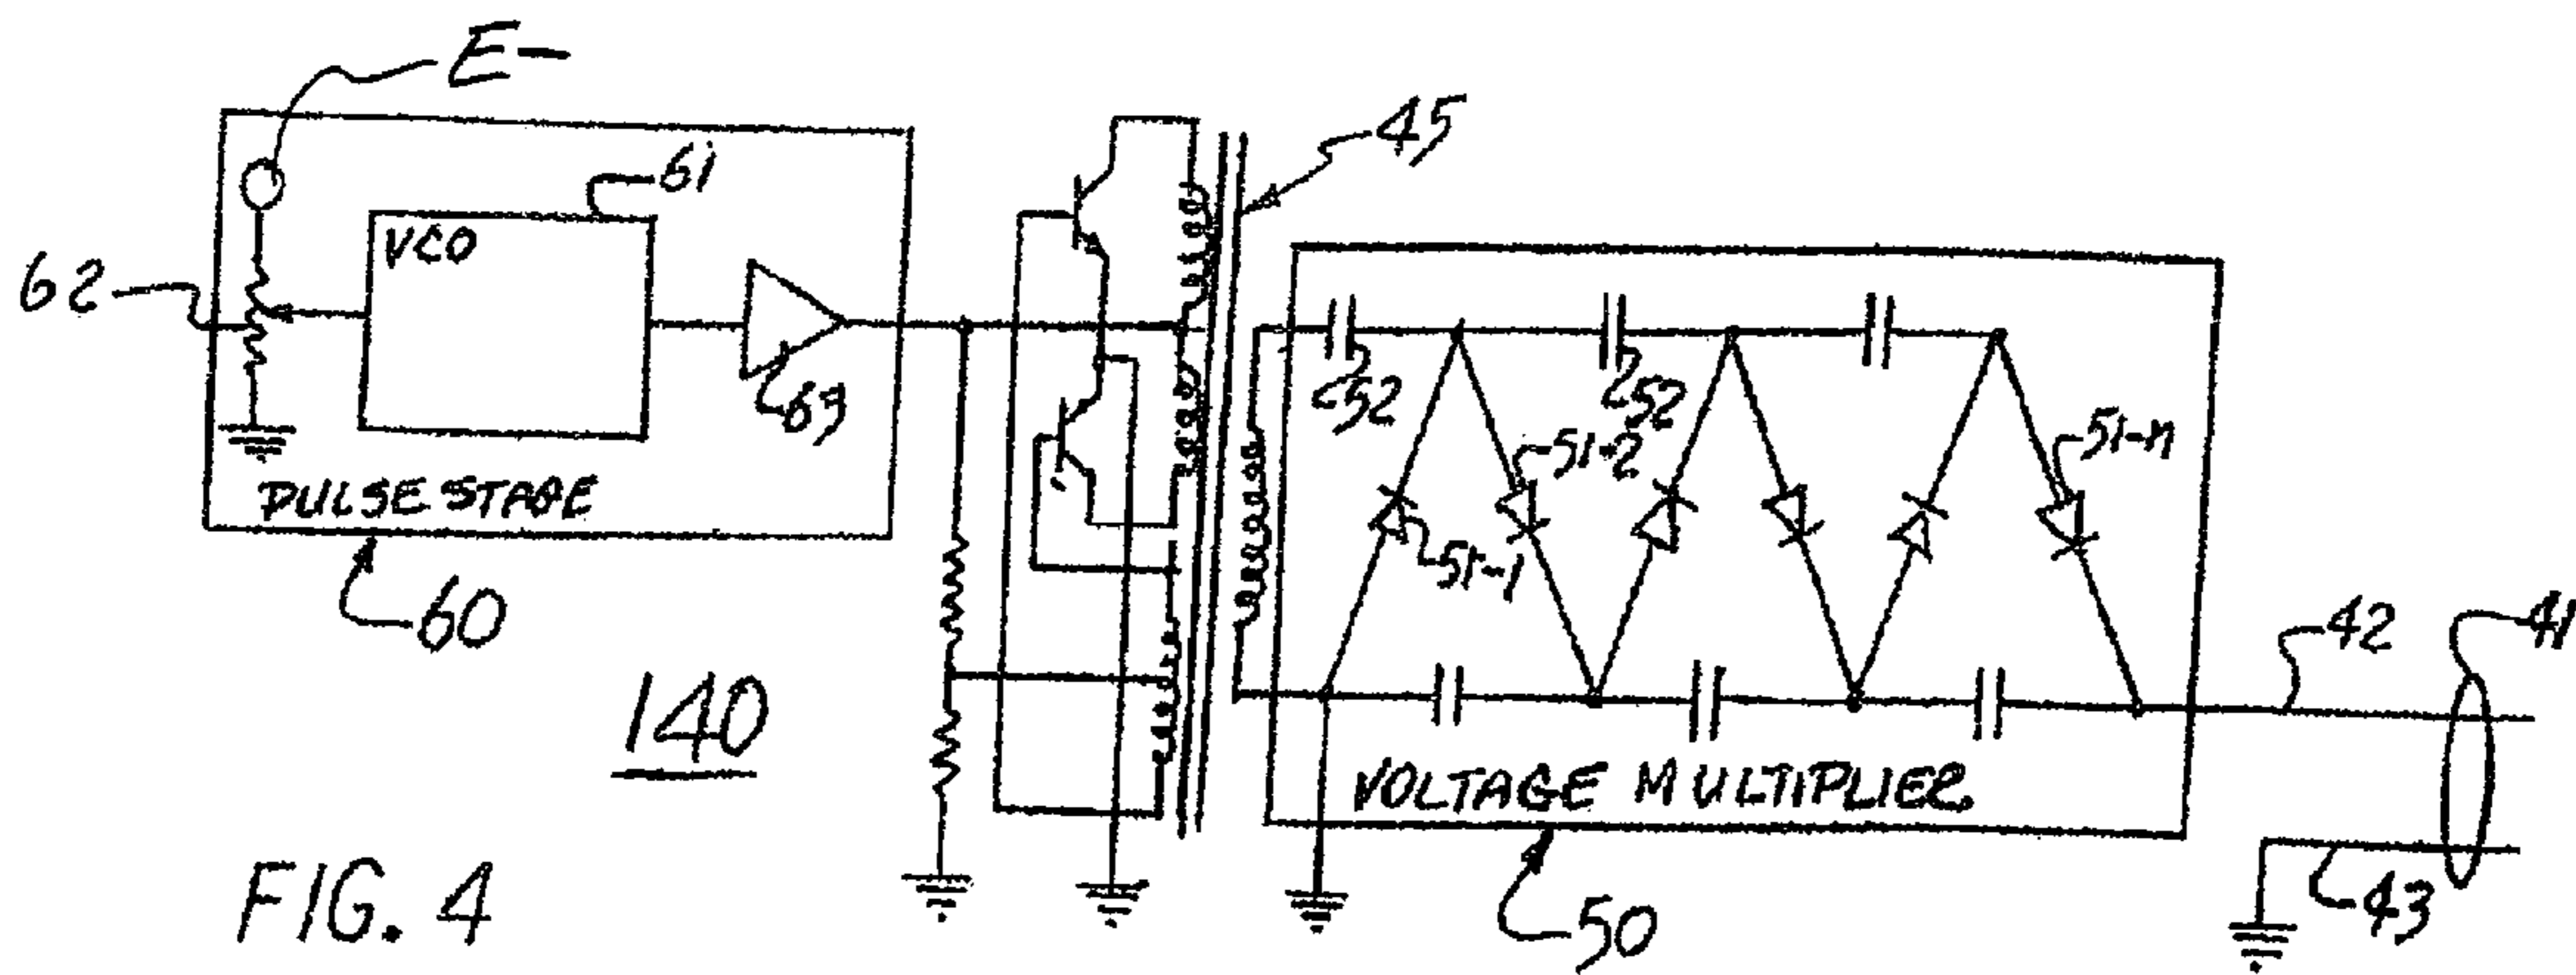 E-
45
61
VCO
62
63
52
52
51-2
51-n
51-1
PULSE STAGE
60
42
41
140
VOLTAGE MULTIPLIER
43
50
FIG. 4